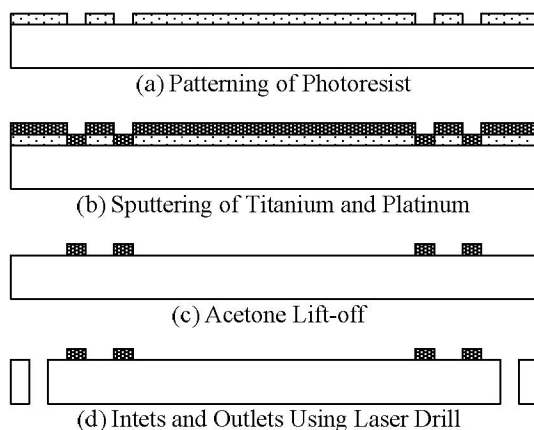 (a) Patterning of Photoresist
(b) Sputtering of Titanium and Platinum
(c) Acetone Lift-off
(d) Intets and Outlets Using Laser Drill